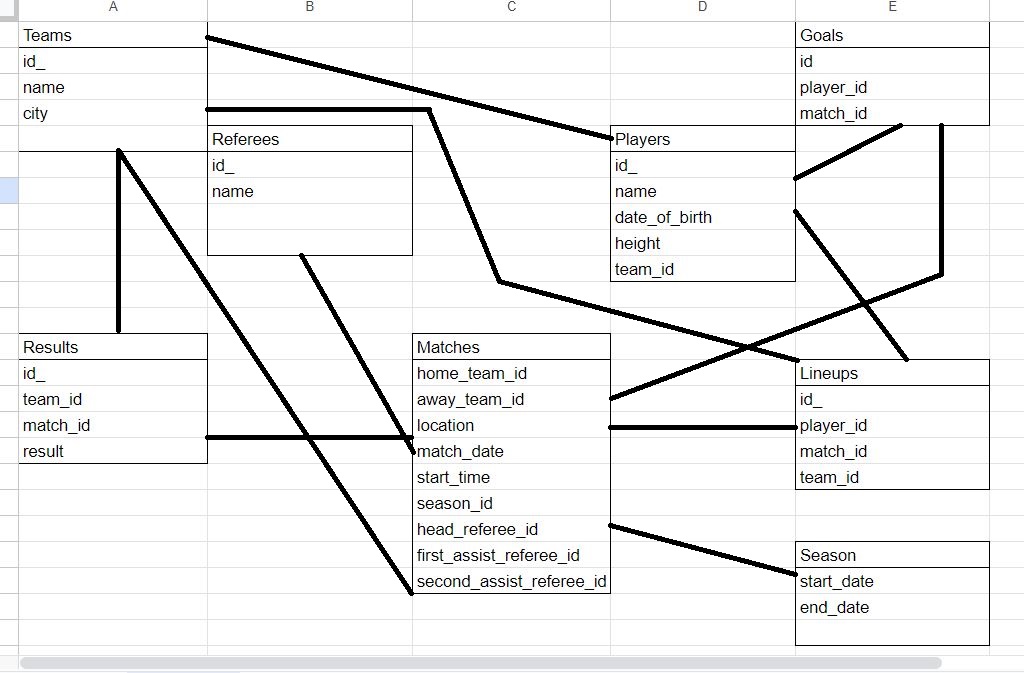 A B C D E
Teams
id_
name
city
Referees
id_
name
Goals
id
player_id
match_id
Players
id_
name
date_of_birth
height
team_id
Results
id_
team_id
match_id
result
Matches
home_team_id
away_team_id
location
match_date
start_time
season_id
head_referee_id
first_assist_referee_id
second_assist_referee_id
Lineups
id_
player_id
match_id
team_id
Season
start_date
end_date